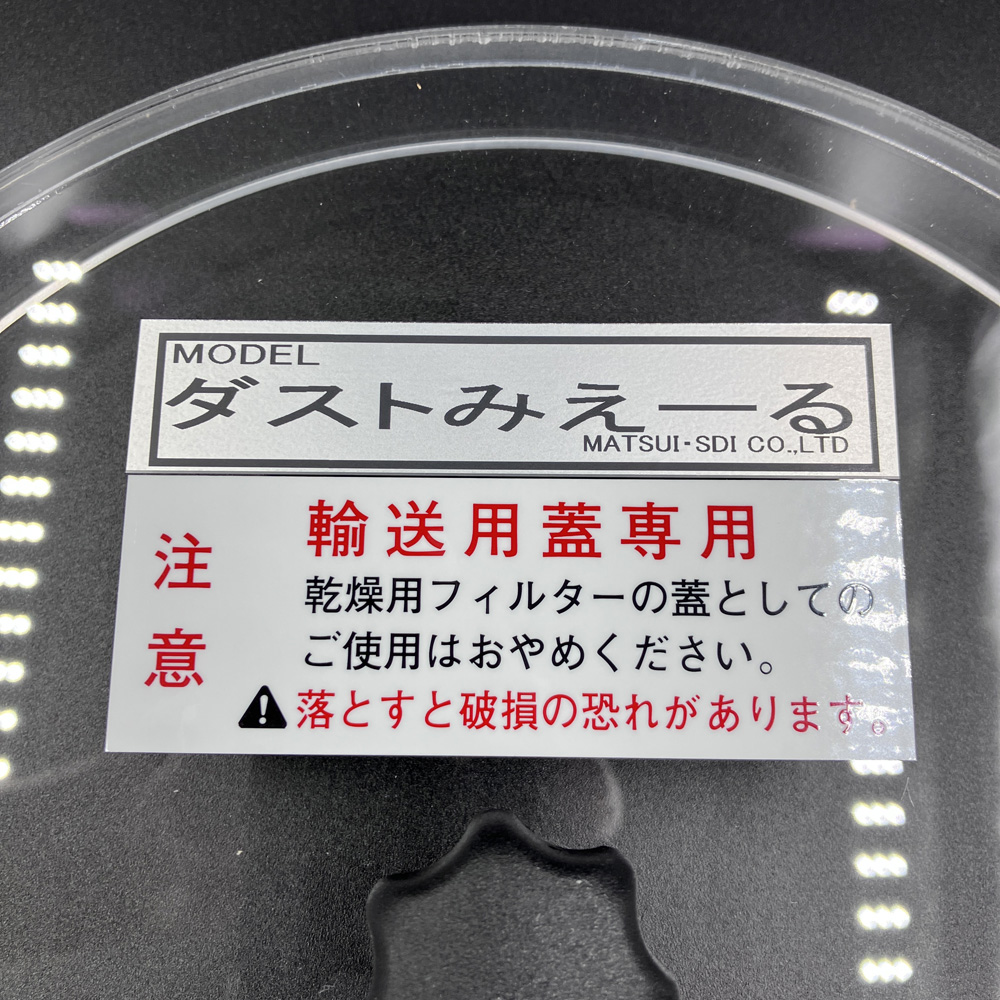 MODEL
ダストみえーる
MATSUI-SDI CO.,LTD
注意
輸送用蓋専用
乾燥用フィルターの蓋としての
ご使用はおやめください。
落とすと破損の恐れがあります。